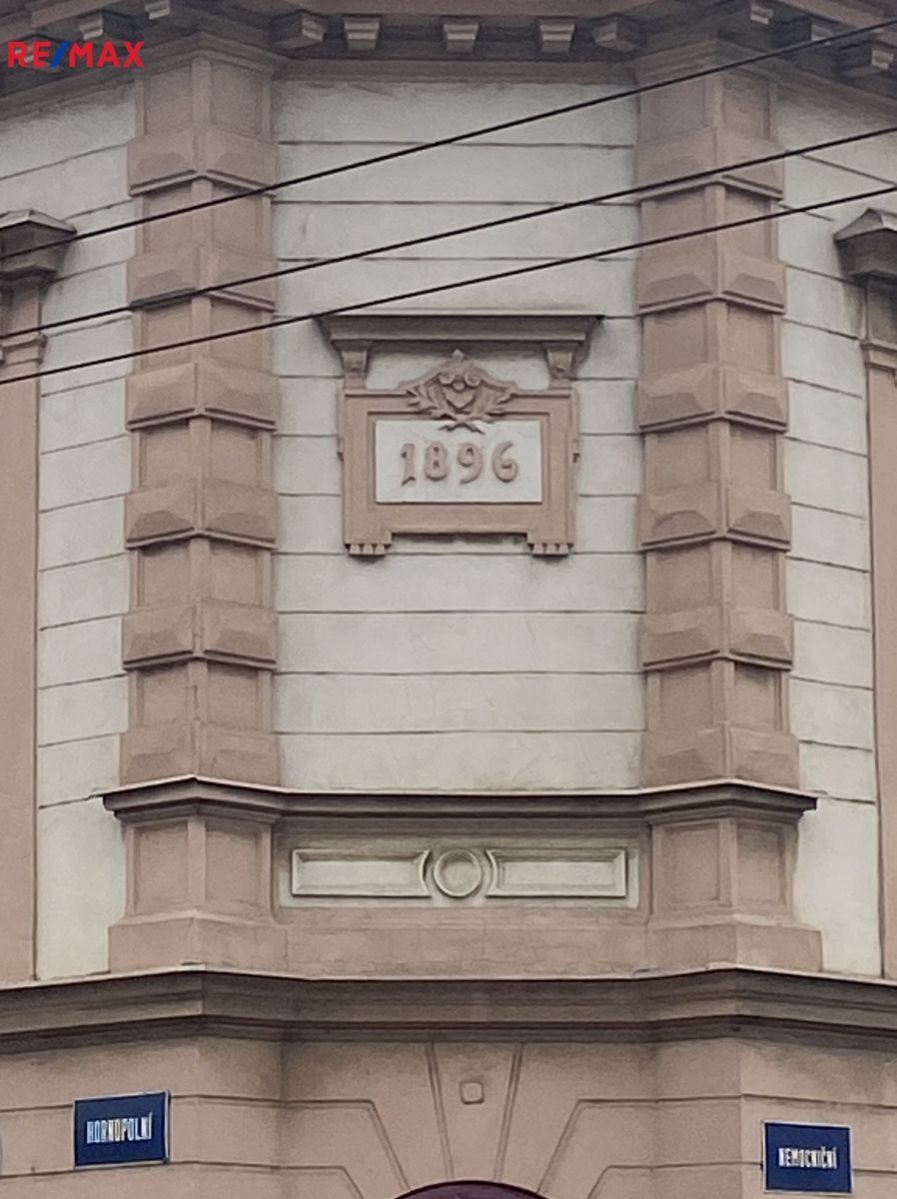 RE/MAX
1896
HORNOPOLNÍ
NEMOCNIČNÍ